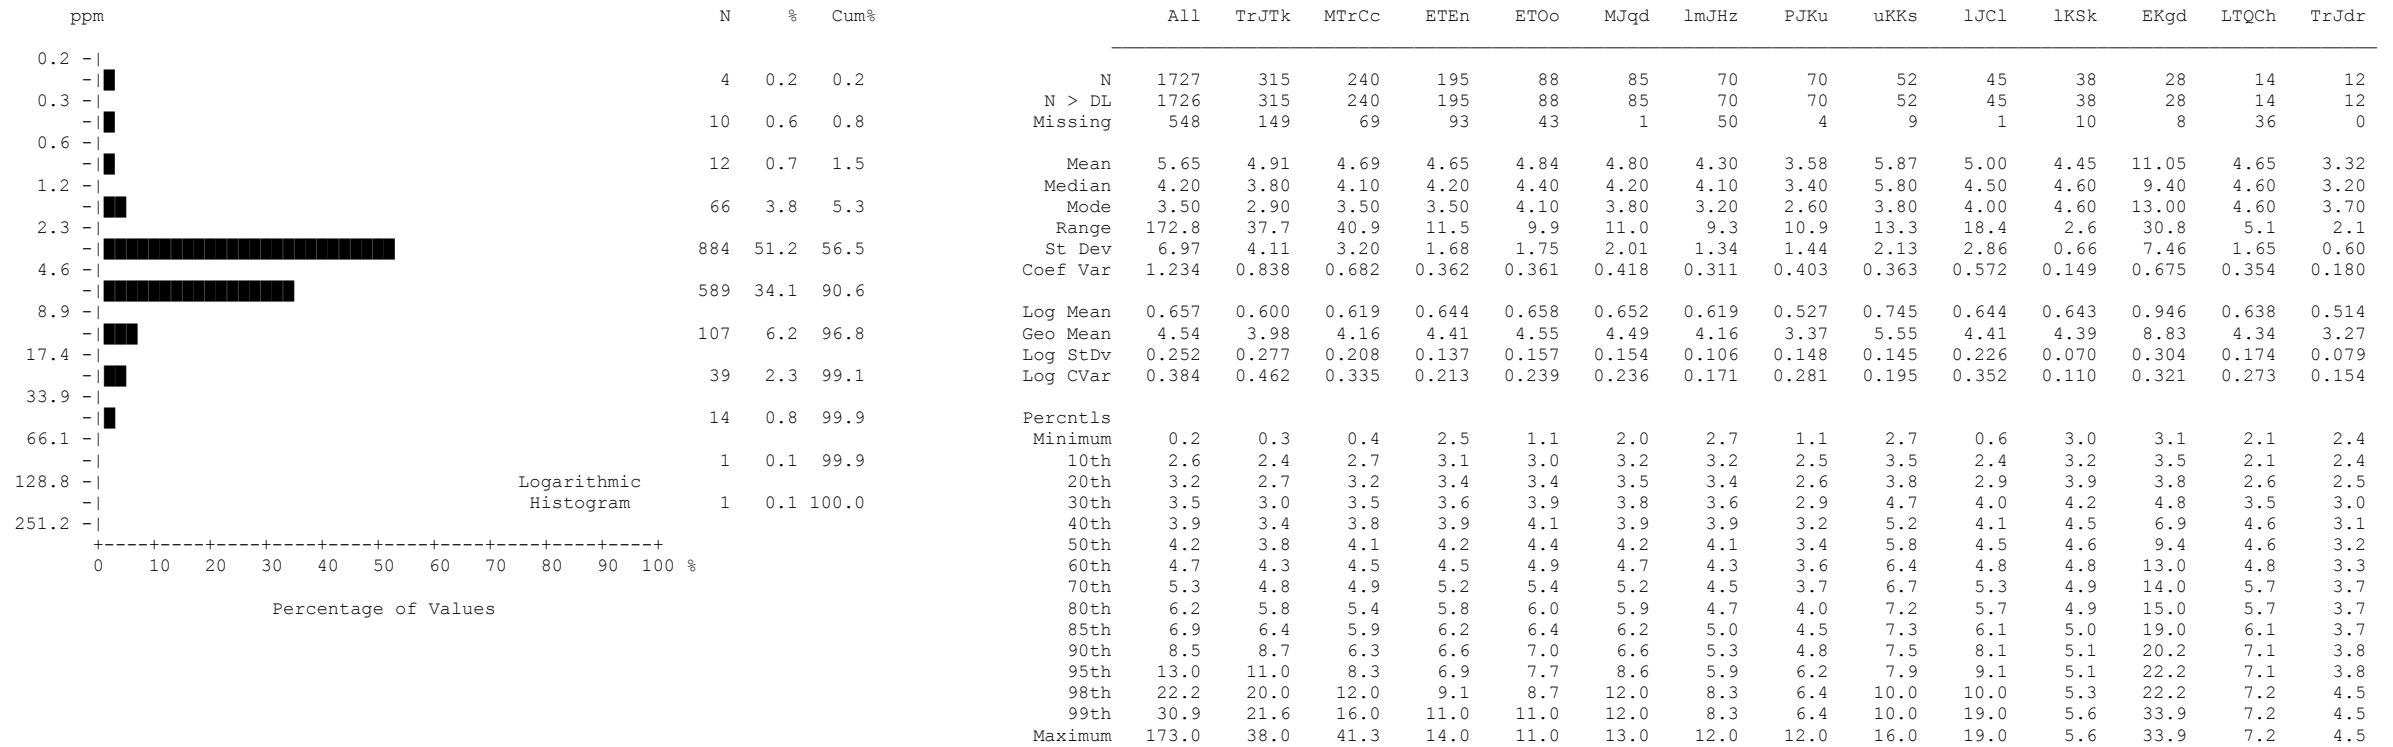 ppm N % Cum% All TrJTk MTrCc ETEn ETOo MJqd lmJHz PJKu uKKs lJCl lKSk EKgd LTQCh TrJdr
0.2 -|
-| 4 0.2 0.2 N 1727 315 240 195 88 85 70 70 52 45 38 28 14 12
0.3 -| N > DL 1726 315 240 195 88 85 70 70 52 45 38 28 14 12
-| 10 0.6 0.8 Missing 548 149 69 93 43 1 50 4 9 1 10 8 36 0
0.6 -|
-| 12 0.7 1.5 Mean 5.65 4.91 4.69 4.65 4.84 4.80 4.30 3.58 5.87 5.00 4.45 11.05 4.65 3.32
1.2 -| Median 4.20 3.80 4.10 4.20 4.40 4.20 4.10 3.40 5.80 4.50 4.60 9.40 4.60 3.20
-| 66 3.8 5.3 Mode 3.50 2.90 3.50 3.50 4.10 3.80 3.20 2.60 3.80 4.00 4.60 13.00 4.60 3.70
2.3 -| Range 172.8 37.7 40.9 11.5 9.9 11.0 9.3 10.9 13.3 18.4 2.6 30.8 5.1 2.1
-| 884 51.2 56.5 St Dev 6.97 4.11 3.20 1.68 1.75 2.01 1.34 1.44 2.13 2.86 0.66 7.46 1.65 0.60
4.6 -| Coef Var 1.234 0.838 0.682 0.362 0.361 0.418 0.311 0.403 0.363 0.572 0.149 0.675 0.354 0.180
-| 589 34.1 90.6
8.9 -| Log Mean 0.657 0.600 0.619 0.644 0.658 0.652 0.619 0.527 0.745 0.644 0.643 0.946 0.638 0.514
-| 107 6.2 96.8 Geo Mean 4.54 3.98 4.16 4.41 4.55 4.49 4.16 3.37 5.55 4.41 4.39 8.83 4.34 3.27
17.4 -| Log StDv 0.252 0.277 0.208 0.137 0.157 0.154 0.106 0.148 0.145 0.226 0.070 0.304 0.174 0.079
-| 39 2.3 99.1 Log CVar 0.384 0.462 0.335 0.213 0.239 0.236 0.171 0.281 0.195 0.352 0.110 0.321 0.273 0.154
33.9 -|
-| 14 0.8 99.9 Percntls
66.1 -| Minimum 0.2 0.3 0.4 2.5 1.1 2.0 2.7 1.1 2.7 0.6 3.0 3.1 2.1 2.4
-| 1 0.1 99.9 10th 2.6 2.4 2.7 3.1 3.0 3.2 3.2 2.5 3.5 2.4 3.2 3.5 2.1 2.4
128.8 -| Logarithmic 20th 3.2 2.7 3.2 3.4 3.4 3.5 3.4 2.6 3.8 2.9 3.9 3.8 2.6 2.5
-| Histogram 1 0.1 100.0 30th 3.5 3.0 3.5 3.6 3.9 3.8 3.6 2.9 4.7 4.0 4.2 4.8 3.5 3.0
251.2 -| 40th 3.9 3.4 3.8 3.9 4.1 3.9 3.9 3.2 5.2 4.1 4.5 6.9 4.6 3.1
+----+----+----+----+----+----+----+----+----+----+ 50th 4.2 3.8 4.1 4.2 4.4 4.2 4.1 3.4 5.8 4.5 4.6 9.4 4.6 3.2
0 10 20 30 40 50 60 70 80 90 100 % 60th 4.7 4.3 4.5 4.5 4.9 4.7 4.3 3.6 6.4 4.8 4.8 13.0 4.8 3.3
70th 5.3 4.8 4.9 5.2 5.4 5.2 4.5 3.7 6.7 5.3 4.9 14.0 5.7 3.7
Percentage of Values 80th 6.2 5.8 5.4 5.8 6.0 5.9 4.7 4.0 7.2 5.7 4.9 15.0 5.7 3.7
85th 6.9 6.4 5.9 6.2 6.4 6.2 5.0 4.5 7.3 6.1 5.0 19.0 6.1 3.7
90th 8.5 8.7 6.3 6.6 7.0 6.6 5.3 4.8 7.5 8.1 5.1 20.2 7.1 3.8
95th 13.0 11.0 8.3 6.9 7.7 8.6 5.9 6.2 7.9 9.1 5.1 22.2 7.1 3.8
98th 22.2 20.0 12.0 9.1 8.7 12.0 8.3 6.4 10.0 10.0 5.3 22.2 7.2 4.5
99th 30.9 21.6 16.0 11.0 11.0 12.0 8.3 6.4 10.0 19.0 5.6 33.9 7.2 4.5
Maximum 173.0 38.0 41.3 14.0 11.0 13.0 12.0 12.0 16.0 19.0 5.6 33.9 7.2 4.5